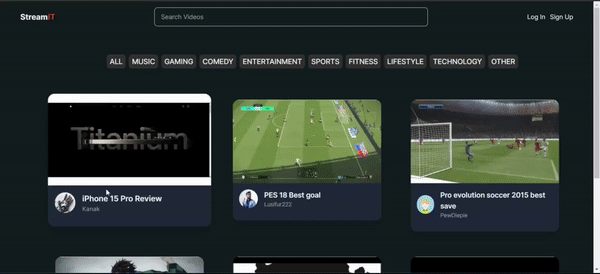 StreamIT
Search Videos
Log In Sign Up
ALL MUSIC GAMING COMEDY ENTERTAINMENT SPORTS FITNESS LIFESTYLE TECHNOLOGY OTHER
Titanium
iPhone 15 Pro Review
Kanak
PES 18 Best goal
Lusifur222
Pro evolution soccer 2015 best
save
PewDiepie